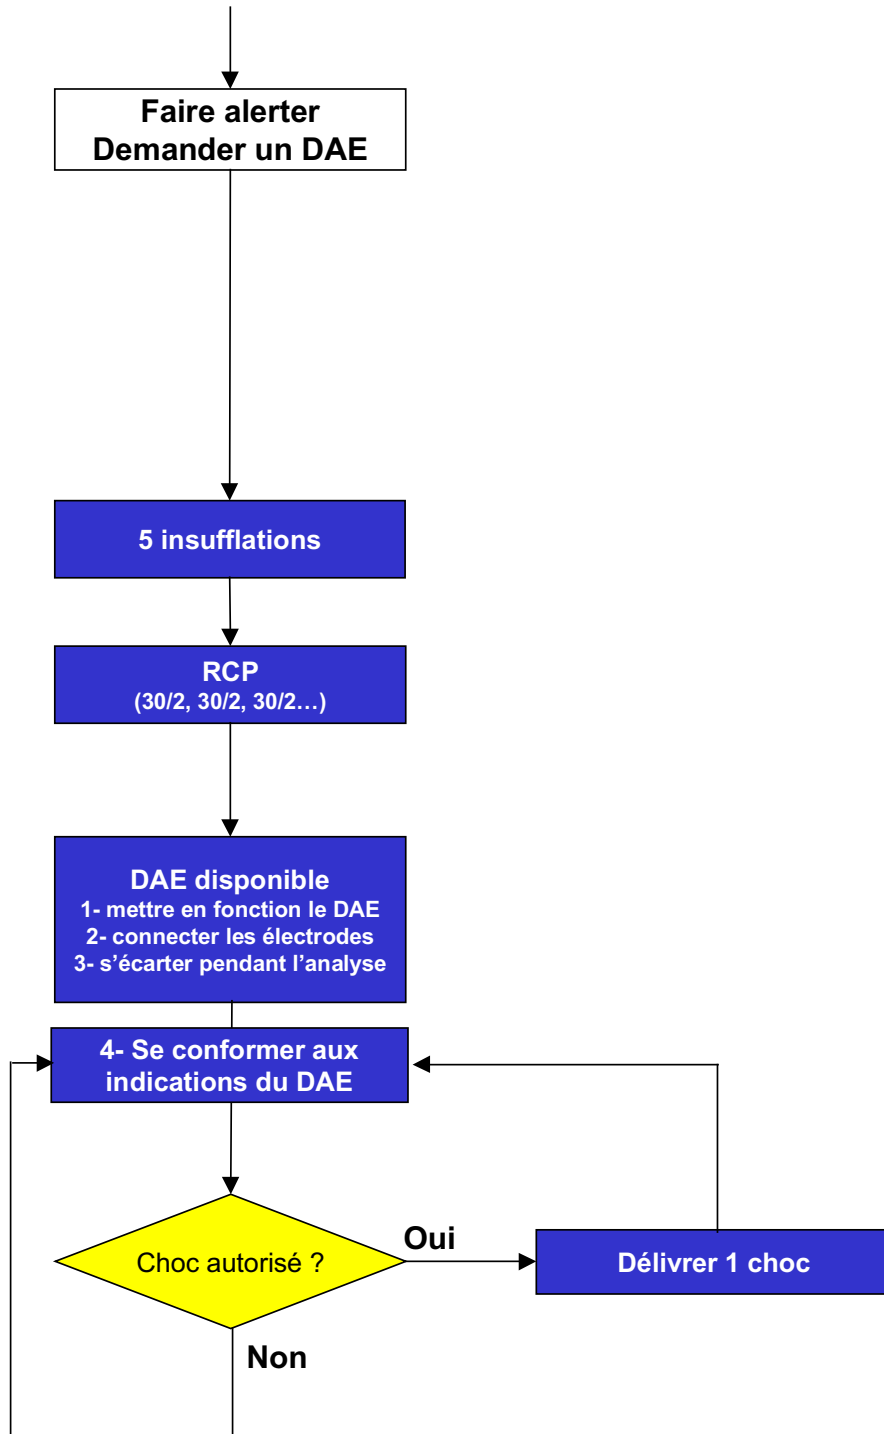 Faire alerter
Demander un DAE
5 insufflations
RCP
(30/2, 30/2, 30/2…)
DAE disponible
1- mettre en fonction le DAE
2- connecter les électrodes
3- s’écarter pendant l’analyse
4- Se conformer aux
indications du DAE
Choc autorisé ?
Oui
Délivrer 1 choc
Non